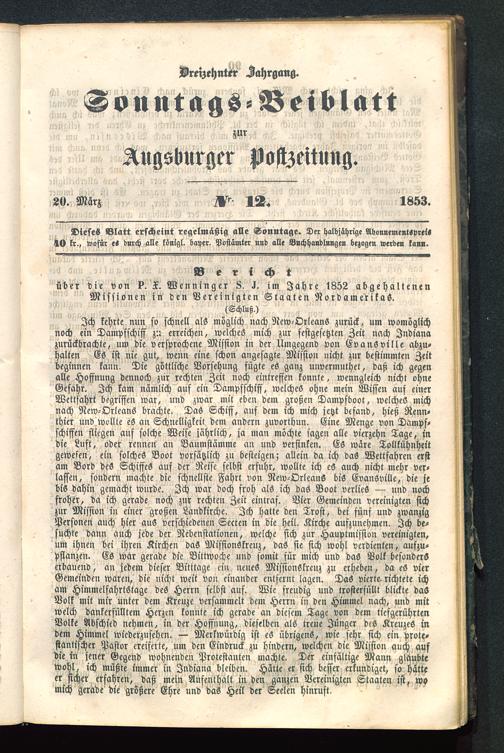 Dreizehnter Jahrgang.
Sonntags-Beiblatt
zur
Augsburger Postzeitung.
20. März Nr. 12. 1853.
Dieses Blatt erscheint regelmäßig alle Sonntage. Der halbjährige Abonnementspreis
40 kr., wofür es durch alle königl. bayer. Postämter und alle Buchhandlungen bezogen werden kann.
Bericht
über die von P. X. Wenninger S. J. im Jahre 1852 abgehaltenen
Missionen in den Vereinigten Staaten Nordamerikas.
(Schluß.)
Ich kehrte nun so schnell als möglich nach New-Orleans zurück, um womöglich
noch ein Dampfschiff zu erreichen, welches mich zur festgesetzten Zeit nach Indiana
zurückbrachte, um die versprochene Mission in der Umgegend von Evansville abzu-
halten. Es ist nicht gut, wenn eine schon angesagte Mission nicht zur bestimmten Zeit
beginnen kann. Die göttliche Vorsehung fügte es ganz unvermuthet, daß ich gegen
alle Hoffnung dennoch zur rechten Zeit noch eintreffen konnte, wenngleich nicht ohne
Gefahr. Ich kam nämlich auf ein Dampfschiff, welches ohne mein Wissen auf einer
Wettfahrt begriffen war, und zwar mit eben dem großen Dampfboot, welches mich
nach New-Orleans brachte. Das Schiff, auf dem ich mich jetzt befand, hieß Renn-
thier und wollte es an Schnelligkeit dem andern zuvorthun. Eine Menge von Dampf-
schiffen fliegen auf solche Weise jährlich, ja man möchte sagen alle vierzehn Tage, in
die Luft, oder rennen an Baumstämme an und versinken. Es wäre Tollkühnheit
gewesen, ein solches Boot vorsätzlich zu besteigen; allein da ich das Wettfahren erst
am Bord des Schiffes auf der Reise selbst erfuhr, wollte ich es auch nicht mehr ver-
lassen, sondern machte die schnellste Fahrt von New-Orleans bis Evansville, die je
bis dahin gemacht wurde. Ich war doch froh als ich das Boot verließ — und noch
froher, da ich gerade noch zur rechten Zeit eintraf. Vier Gemeinden vereinigten sich
zur Mission in einer großen Landkirche. Ich hatte den Trost, bei fünf und zwanzig
Personen auch hier aus verschiedenen Secten in die heil. Kirche aufzunehmen. Ich be-
suchte dann auch jede der Nebenstationen, welche sich zur Hauptmission vereinigten,
um ihnen bei ihren Kirchen das Missionskreuz, das sie sich wohl verdienten, aufzu-
pflanzen. Es war gerade die Bittwoche und somit für mich und das Volk besonders
erbauend, an jedem dieser Bittage ein neues Missionskreuz zu erheben, da es vier
Gemeinden waren, die nicht weit von einander entfernt lagen. Das vierte richtete ich
am Himmelfahrtstage des Herrn selbst auf. Wie freudig und trosterfüllt blickte das
Volk mit mir unter dem Kreuze versammelt dem Herrn in den Himmel nach, und mit
welch dankerfülltem Herzen konnte ich gerade an diesem Tage von dem tiefgerührten
Volke Abschied nehmen, in der Hoffnung, dieselben als treue Jünger des Kreuzes in
dem Himmel wiederzusehen. — Merkwürdig ist es übrigens, wie sehr sich ein prote-
stantischer Pastor ereiferte, um den Eindruck zu hindern, welchen die Mission auch auf
die in jener Gegend wohnenden Protestanten machte. Der einfältige Mann glaubte
wohl, ich müßte immer in Indiana bleiben. Hätte er sich besser erkundiget, so hätte
er sicher erfahren, daß mein Aufenthalt in den ganzen Vereinigten Staaten ist, wo
mich gerade die größere Ehre und das Heil der Seelen hinruft.